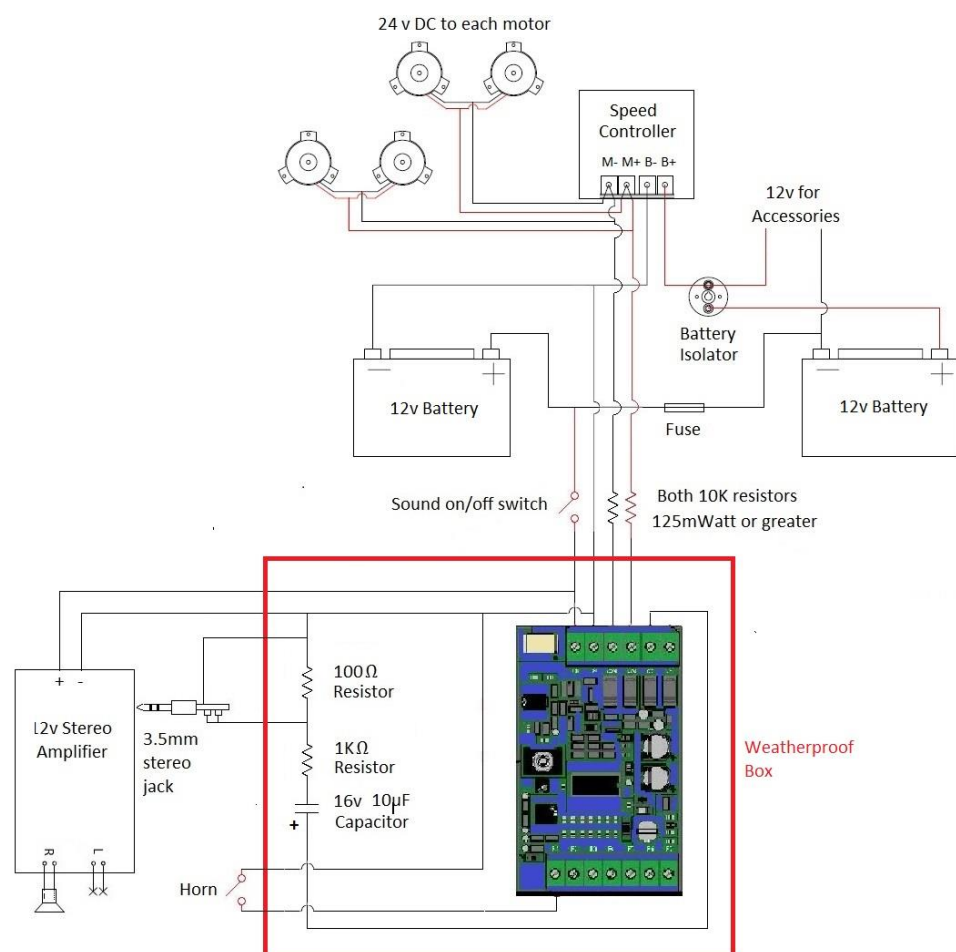 24 v DC to each motor
Speed
Controller
M- M+ B- B+
12v for
Accessories
Battery
Isolator
12v Battery
Fuse
12v Battery
Sound on/off switch
Both 10K resistors
125mWatt or greater
+ -
12v Stereo
Amplifier
3.5mm
stereo
jack
100Ω
Resistor
1KΩ
Resistor
16v 10µF
Capacitor
+
Weatherproof
Box
R L
Horn